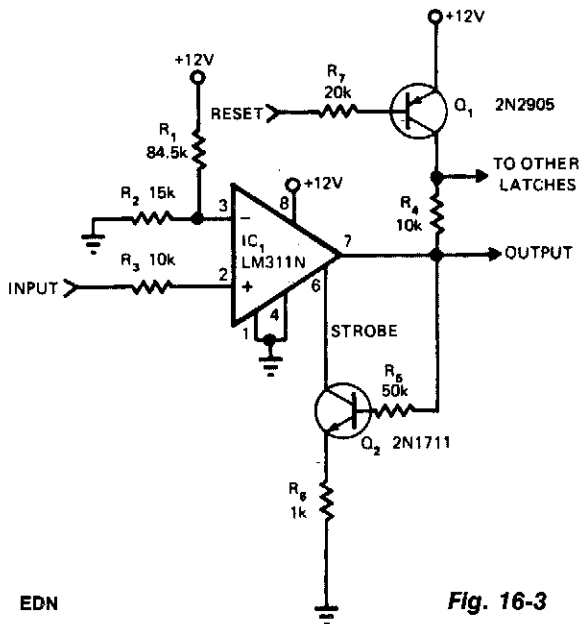 +12V
+12V
R7
20k
RESET
Q1 2N2905
R1
84.5k
TO OTHER
LATCHES
+12V
R2 15k
3
8
R4
10k
IC1
LM311N
7
OUTPUT
R3 10k
INPUT
2
6
+
1
4
STROBE
R5
50k
Q2 2N1711
R6
1k
EDN
Fig. 16-3